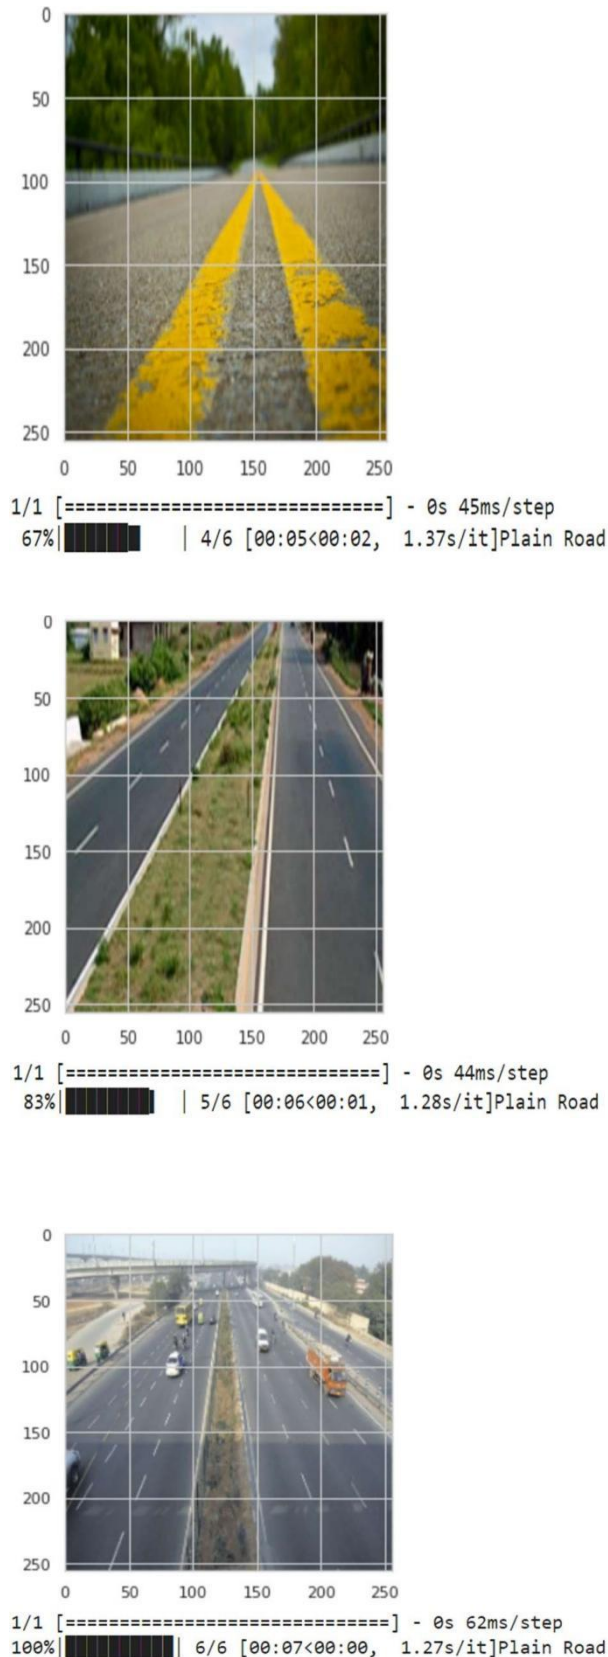 0
50
100
150
200
250
0 50 100 150 200 250
1/1 [==============================] - 0s 45ms/step
67%|██████▋   | 4/6 [00:05<00:02,  1.37s/it]Plain Road
0
50
100
150
200
250
0 50 100 150 200 250
1/1 [==============================] - 0s 44ms/step
83%|████████▎ | 5/6 [00:06<00:01,  1.28s/it]Plain Road
0
50
100
150
200
250
0 50 100 150 200 250
1/1 [==============================] - 0s 62ms/step
100%|██████████| 6/6 [00:07<00:00,  1.27s/it]Plain Road